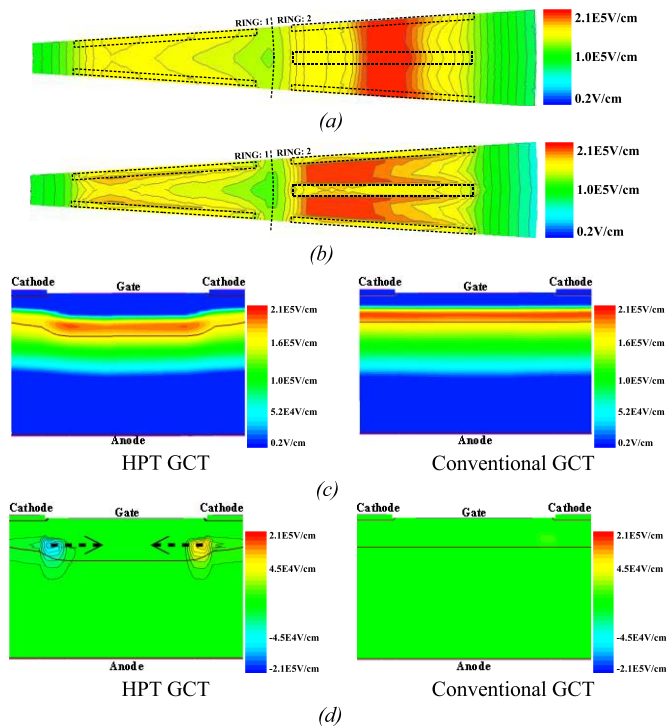 RING: 1 RING: 2
2.1E5V/cm
1.0E5V/cm
0.2V/cm
(a)
RING: 1 RING: 2
2.1E5V/cm
1.0E5V/cm
0.2V/cm
(b)
Cathode Gate Cathode
2.1E5V/cm
1.6E5V/cm
1.0E5V/cm
5.2E4V/cm
0.2V/cm
Anode
HPT GCT
Cathode Gate Cathode
2.1E5V/cm
1.6E5V/cm
1.0E5V/cm
5.2E4V/cm
0.2V/cm
Anode
Conventional GCT
(c)
Cathode Gate Cathode
2.1E5V/cm
4.5E4V/cm
-4.5E4V/cm
-2.1E5V/cm
Anode
HPT GCT
Cathode Gate Cathode
2.1E5V/cm
4.5E4V/cm
-4.5E4V/cm
-2.1E5V/cm
Anode
Conventional GCT
(d)